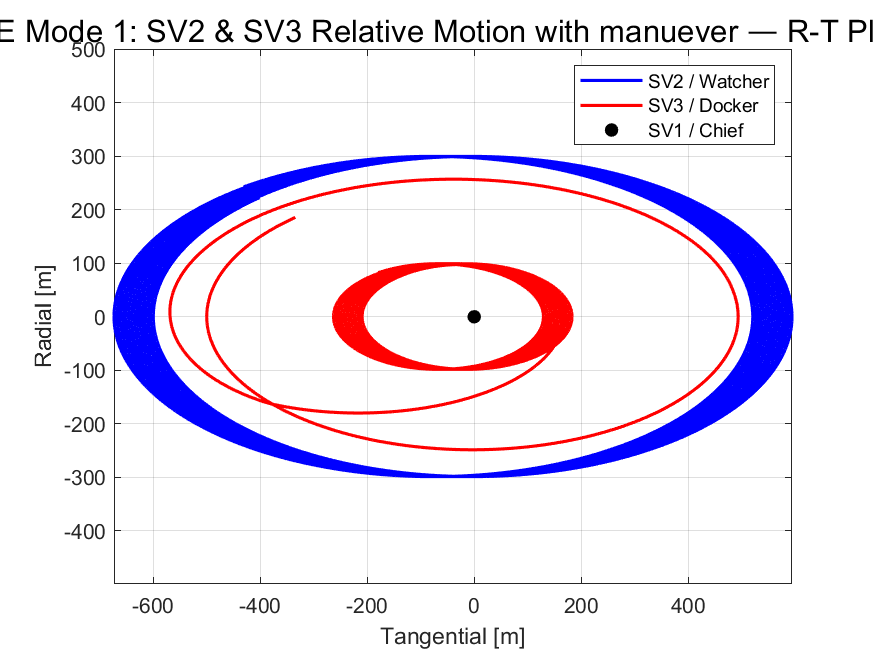 E Mode 1: SV2 & SV3 Relative Motion with manuever — R-T Pl
500
400
300
200
100
0
-100
-200
-300
-400
Radial [m]
SV2 / Watcher
SV3 / Docker
SV1 / Chief
-600 -400 -200 0 200 400
Tangential [m]